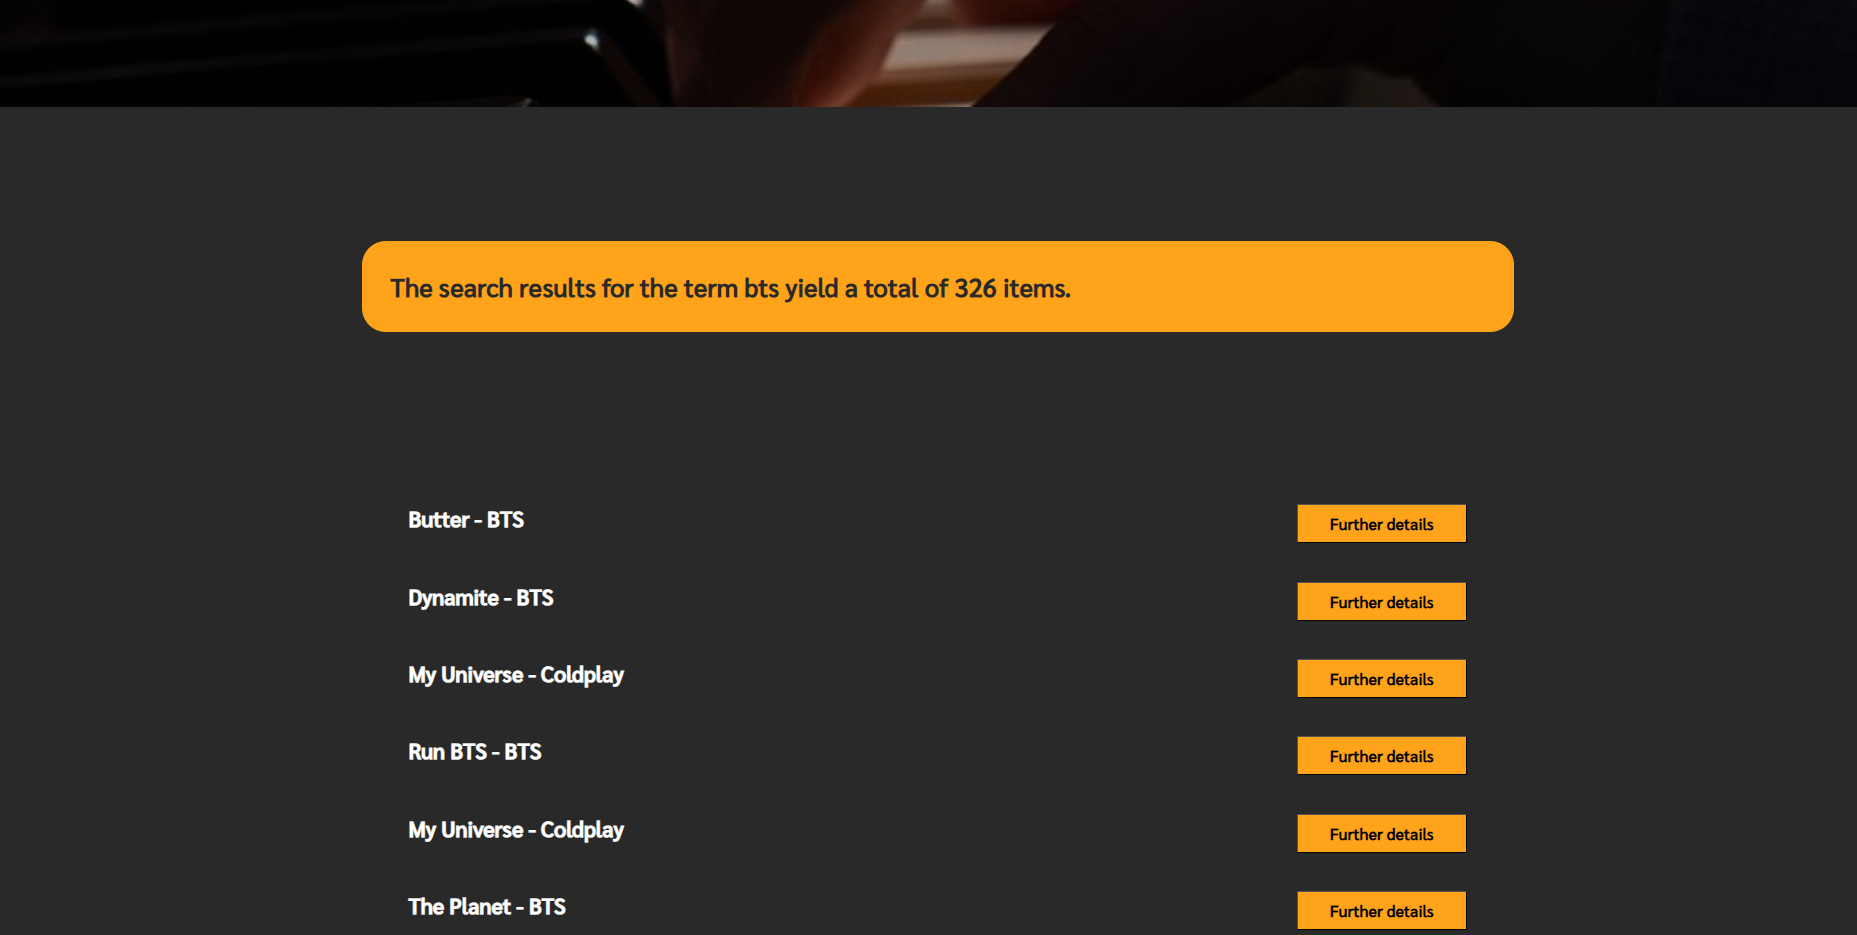 The search results for the term bts yield a total of 326 items.
Butter - BTS
Further details
Dynamite - BTS
Further details
My Universe - Coldplay
Further details
Run BTS - BTS
Further details
My Universe - Coldplay
Further details
The Planet - BTS
Further details